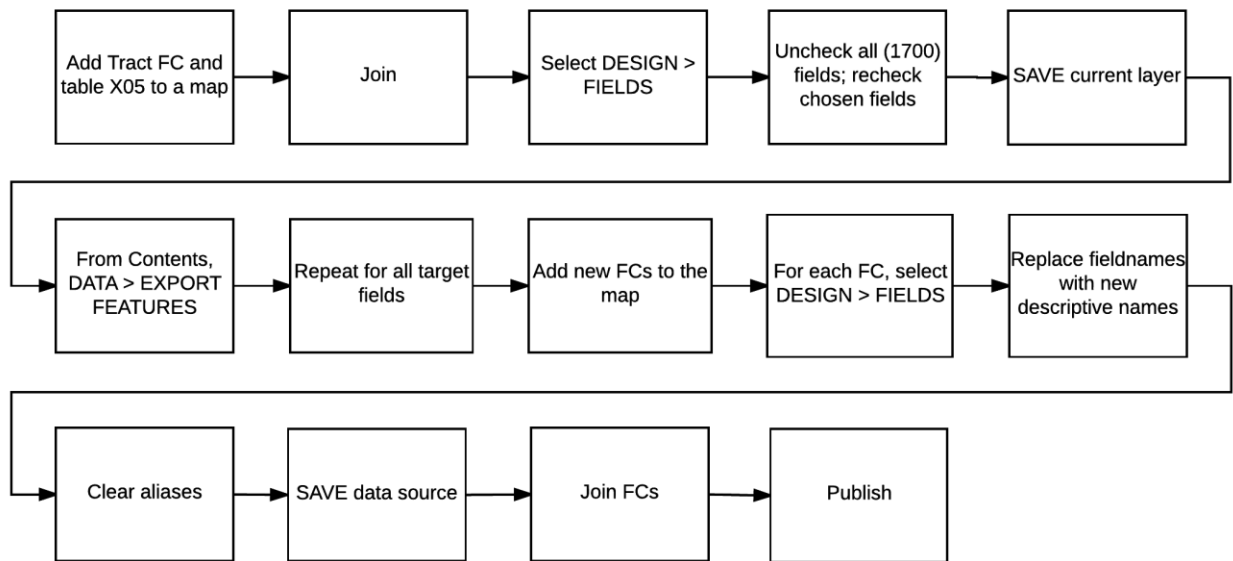 Add Tract FC and
table X05 to a map
Join
Select DESIGN >
FIELDS
Uncheck all (1700)
fields; recheck
chosen fields
SAVE current layer
From Contents,
DATA > EXPORT
FEATURES
Repeat for all target
fields
Add new FCs to the
map
For each FC, select
DESIGN > FIELDS
Replace fieldnames
with new
descriptive names
Clear aliases
SAVE data source
Join FCs
Publish